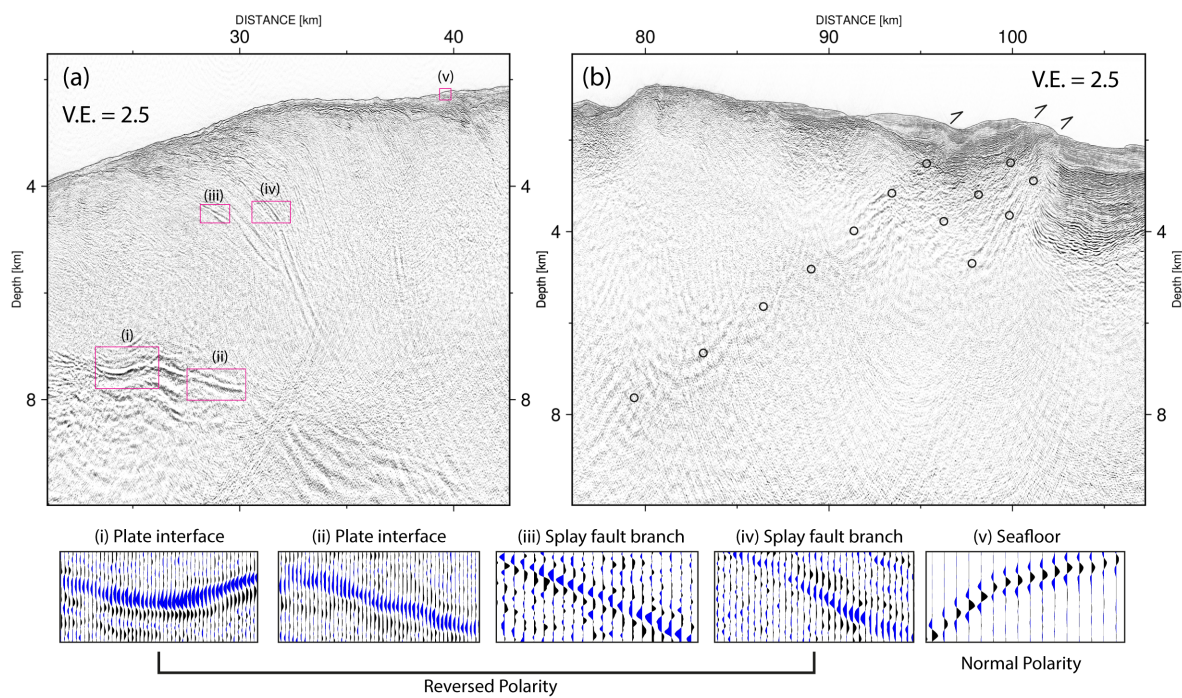 DISTANCE [km]
30 40
(a)
V.E. = 2.5
(v)
(iii)
(iv)
(i)
(ii)
4
8
Depth [km]
4
8
DISTANCE [km]
80 90 100
(b)
V.E. = 2.5
Depth [km]
4
8
4
8
Depth [km]
(i) Plate interface
(ii) Plate interface
(iii) Splay fault branch
(iv) Splay fault branch
(v) Seafloor
Reversed Polarity
Normal Polarity